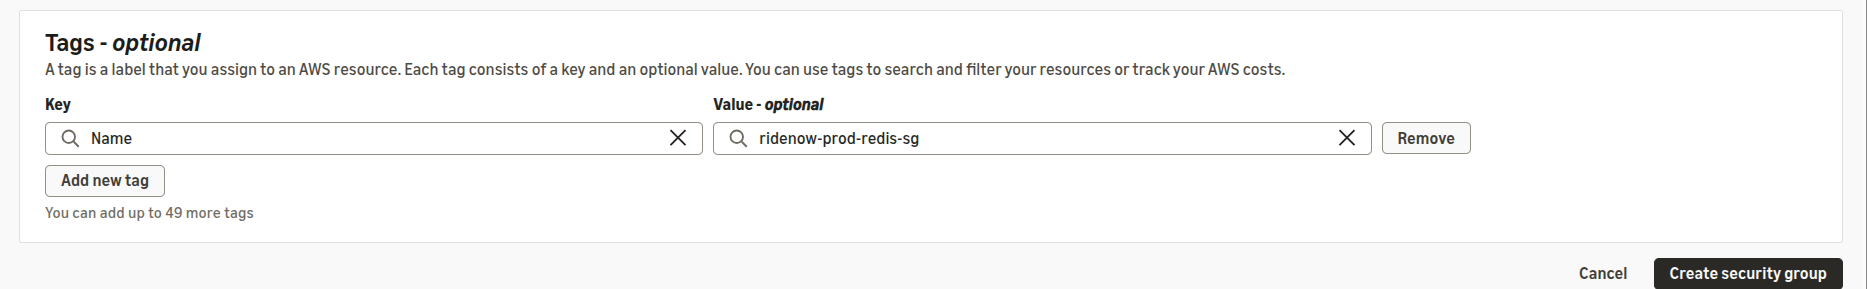 Tags - optional
A tag is a label that you assign to an AWS resource. Each tag consists of a key and an optional value. You can use tags to search and filter your resources or track your AWS costs.
Key Value - optional
Name ridenow-prod-redis-sg Remove
Add new tag
You can add up to 49 more tags
Cancel Create security group